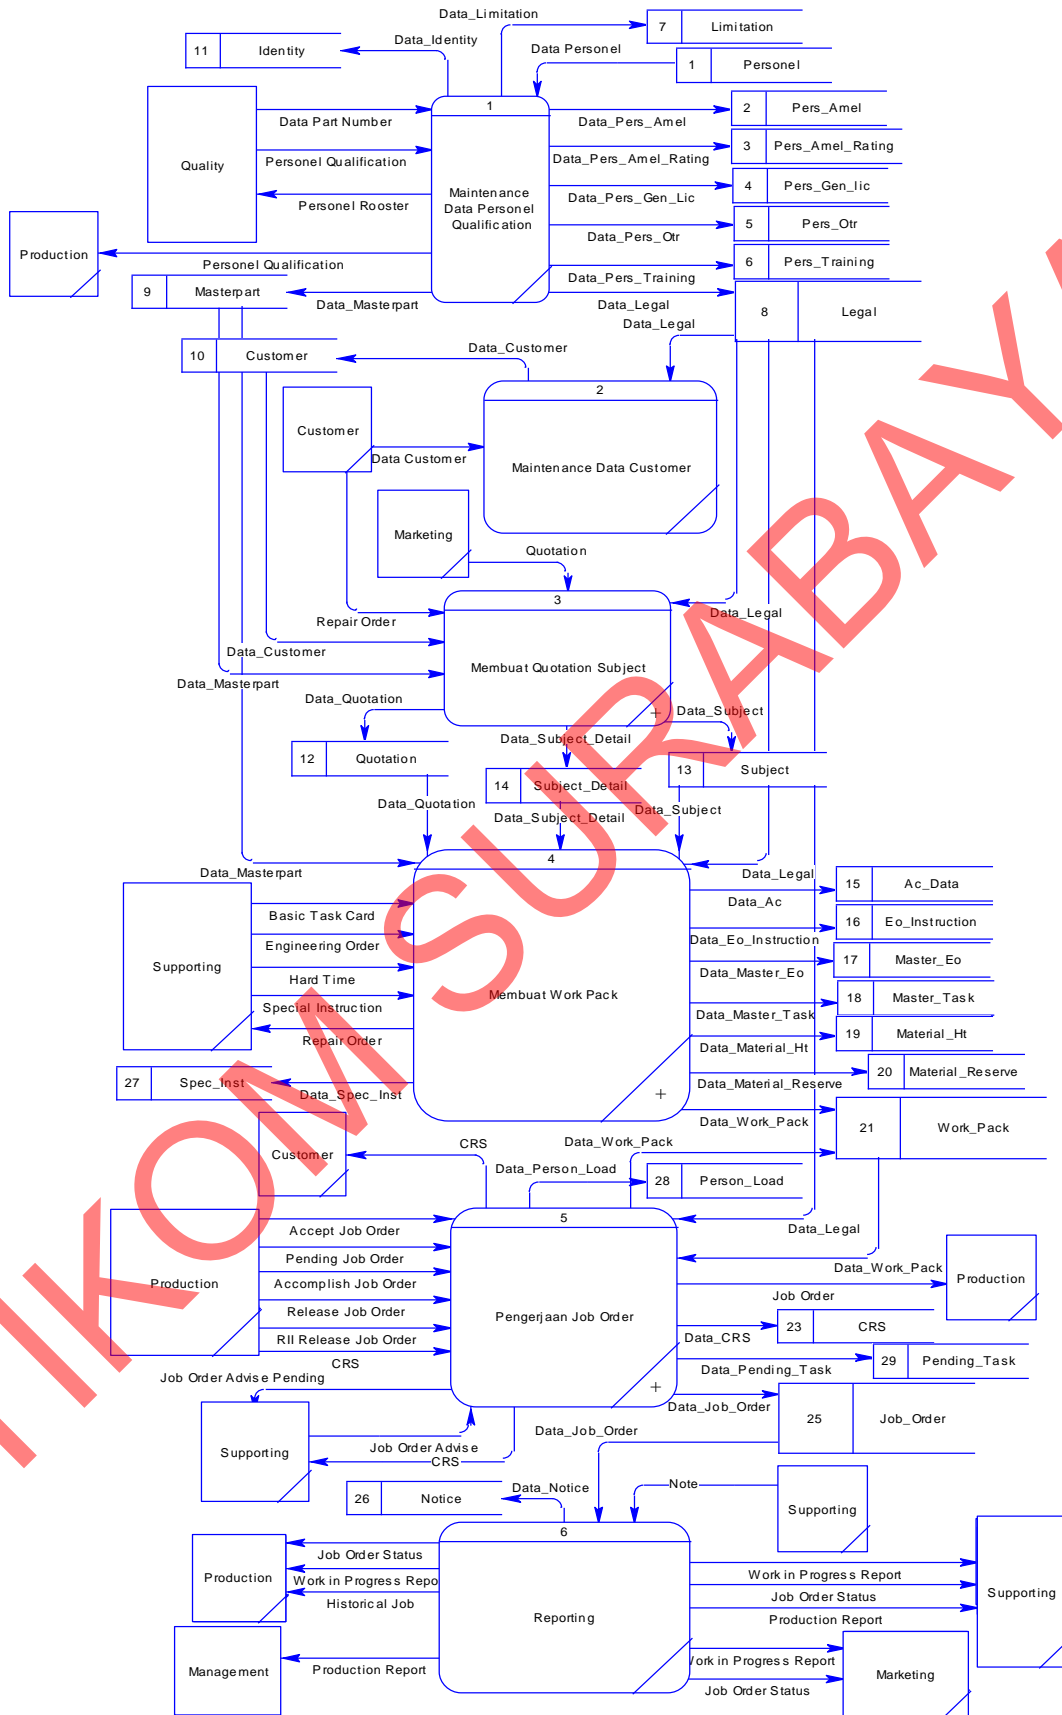 Data_Limitation
7 Limitation
11 Identity
Data_Identity
Data Personel
1 Personel
1
Maintenance
Data Personel
Qualification
Quality
Data Part Number
Personel Qualification
Personel Rooster
Production
Personel Qualification
Data_Pers_Amel
2 Pers_Amel
Data_Pers_Amel_Rating
3 Pers_Amel_Rating
Data_Pers_Gen_Lic
4 Pers_Gen_lic
Data_Pers_Otr
5 Pers_Otr
Data_Pers_Training
6 Pers_Training
Data_Legal
8 Legal
9 Masterpart
Data_Masterpart
Data_Legal
10 Customer
Data_Customer
2
Maintenance Data Customer
Customer
Data Customer
Marketing
Quotation
3
Membuat Quotation Subject
+
Repair Order
Data_Customer
Data_Masterpart
Data_Legal
Data_Quotation
Data_Subject
Data_Subject_Detail
12 Quotation
14 Subject_Detail
13 Subject
Data_Quotation
Data_Subject_Detail
Data_Subject
4
Membuat Work Pack
+
Data_Masterpart
Data_Legal
Supporting
Basic Task Card
Engineering Order
Hard Time
Special Instruction
Repair Order
27 Spec_Inst
Data_Spec_Inst
Data_Ac
15 Ac_Data
Data_Eo_Instruction
16 Eo_Instruction
Data_Master_Eo
17 Master_Eo
Data_Master_Task
18 Master_Task
Data_Material_Ht
19 Material_Ht
Data_Material_Reserve
20 Material_Reserve
Data_Work_Pack
21 Work_Pack
Customer
CRS
Data_Work_Pack
Data_Person_Load
28 Person_Load
5
Pengerjaan Job Order
+
Data_Legal
Data_Work_Pack
Production
Accept Job Order
Pending Job Order
Accomplish Job Order
Release Job Order
RII Release Job Order
CRS
Production
Job Order
Data_CRS
23 CRS
Data_Pending_Task
29 Pending_Task
Data_Job_Order
25 Job_Order
Job Order Advise Pending
Supporting
Job Order Advise
CRS
Data_Job_Order
26 Notice
Data_Notice
Note
Supporting
6
Reporting
Production
Job Order Status
Work in Progress Repo
Historical Job
Management
Production Report
Work in Progress Report
Job Order Status
Production Report
Supporting
Work in Progress Report
Job Order Status
Marketing
IKOM SURABAYA